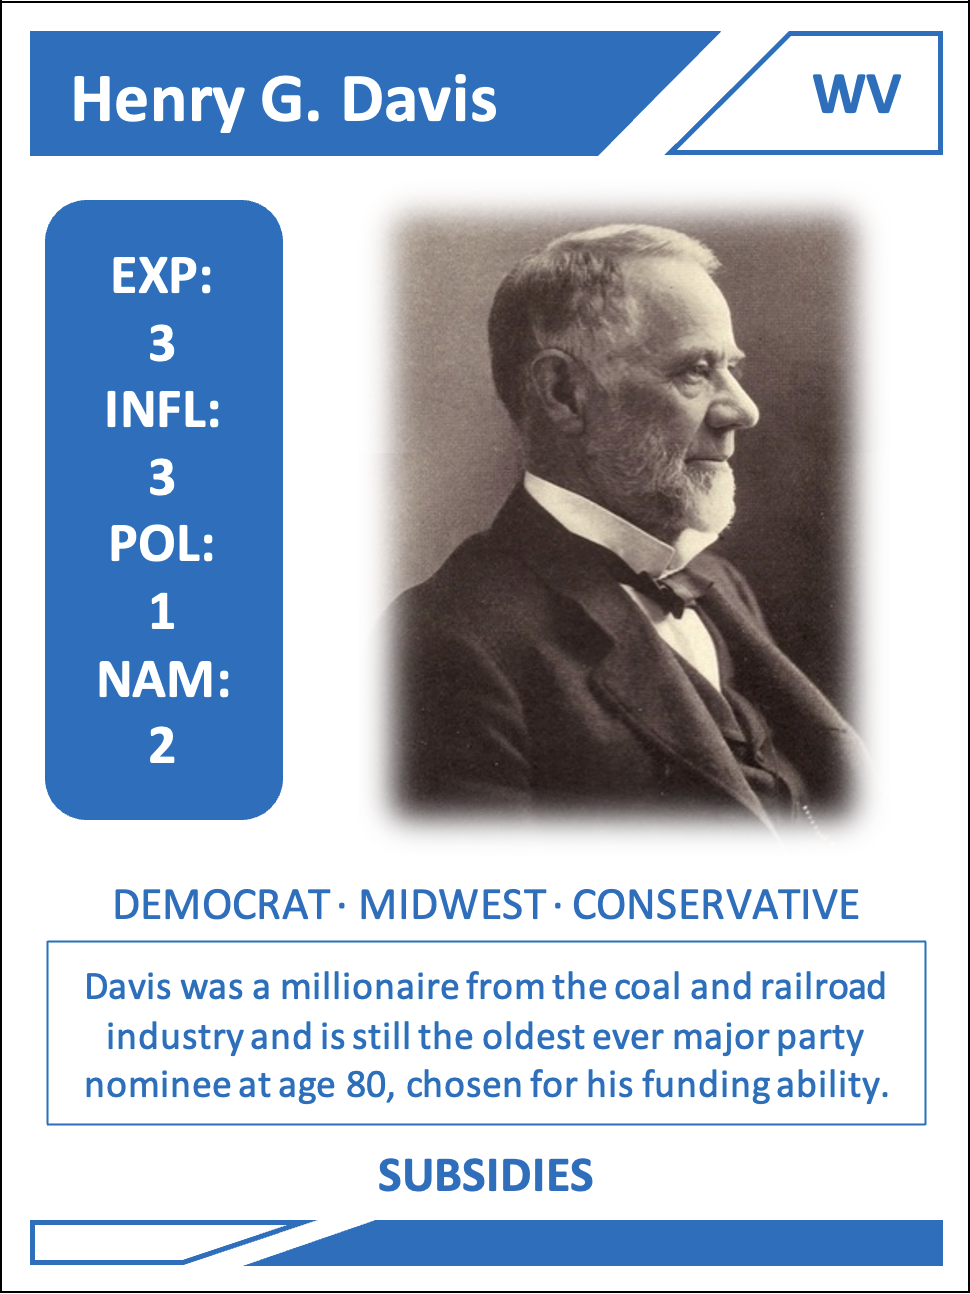 Henry G. Davis
WV
EXP:
3
INFL:
3
POL:
1
NAM:
2
DEMOCRAT · MIDWEST · CONSERVATIVE
Davis was a millionaire from the coal and railroad
industry and is still the oldest ever major party
nominee at age 80, chosen for his funding ability.
SUBSIDIES